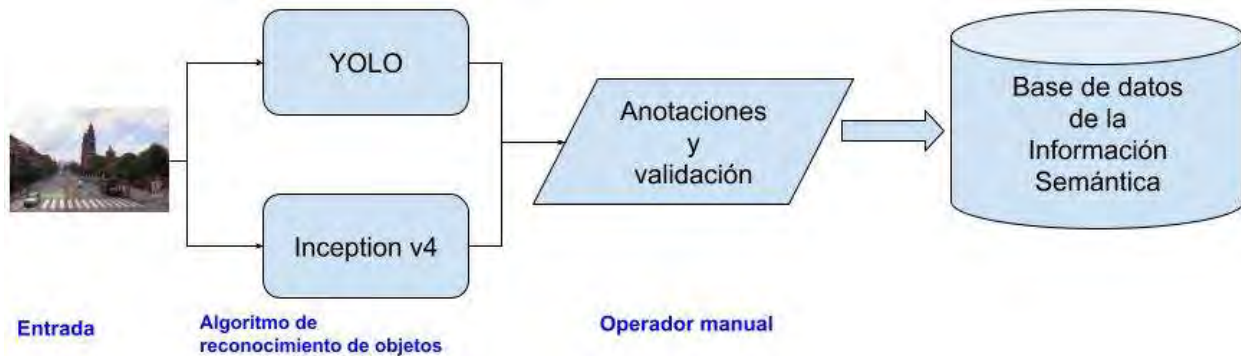 YOLO
Inception v4
Anotaciones
y
validación
Base de datos
de la
Información
Semántica
Entrada
Algoritmo de
reconocimiento de objetos
Operador manual